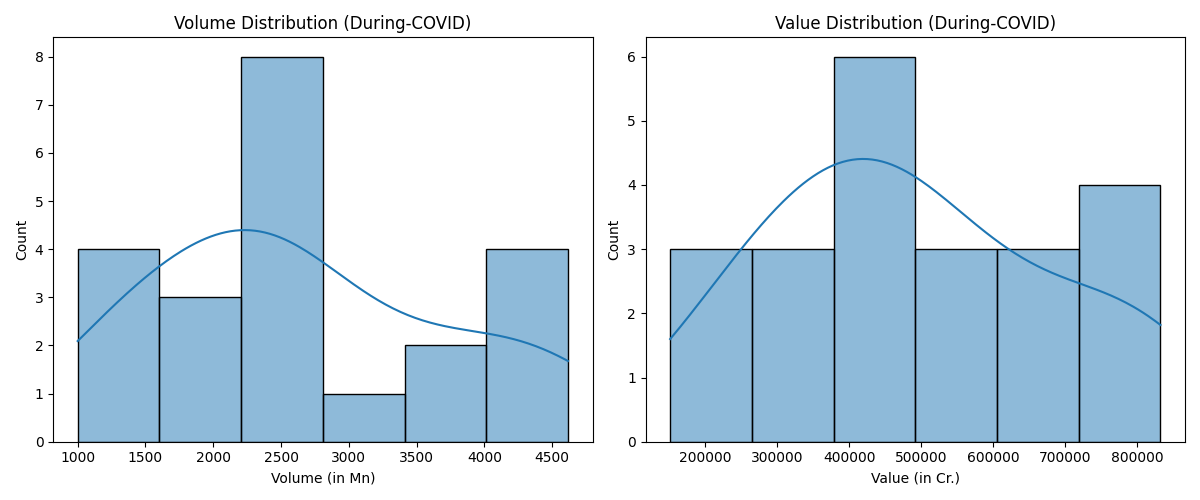 Volume Distribution (During-COVID)
8
7
6
5
4
3
2
1
0
Count
1000 1500 2000 2500 3000 3500 4000 4500
Volume (in Mn)
Value Distribution (During-COVID)
6
5
4
3
2
1
0
Count
200000 300000 400000 500000 600000 700000 800000
Value (in Cr.)